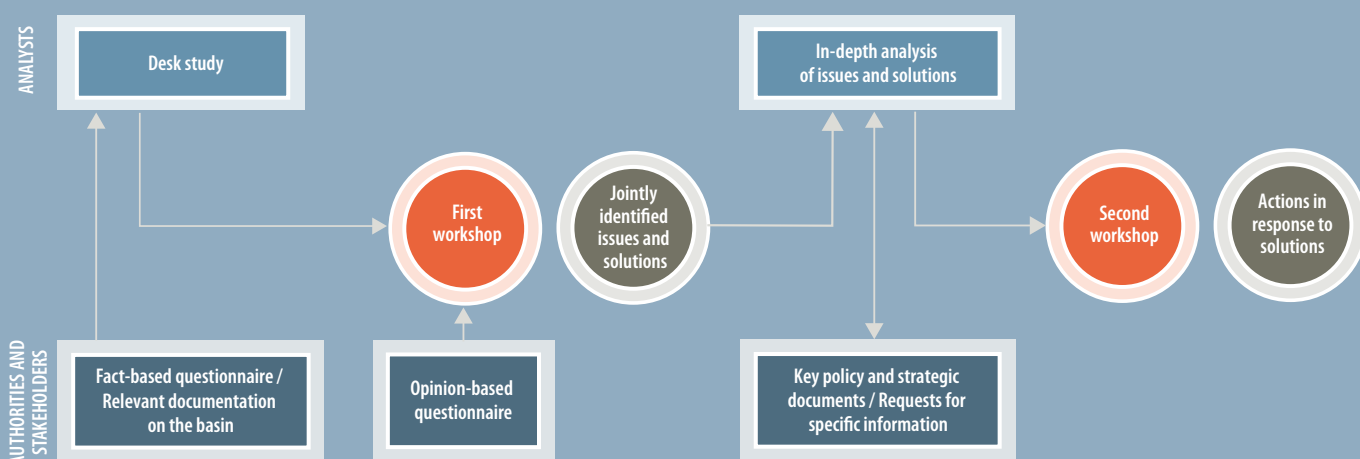 ANALYSTS
Desk study
In-depth analysis
of issues and solutions
First
workshop
Jointly
identified
issues and
solutions
Second
workshop
Actions in
response to
solutions
AUTHORITIES AND
STAKEHOLDERS
Fact-based questionnaire /
Relevant documentation
on the basin
Opinion-based
questionnaire
Key policy and strategic
documents / Requests for
specific information